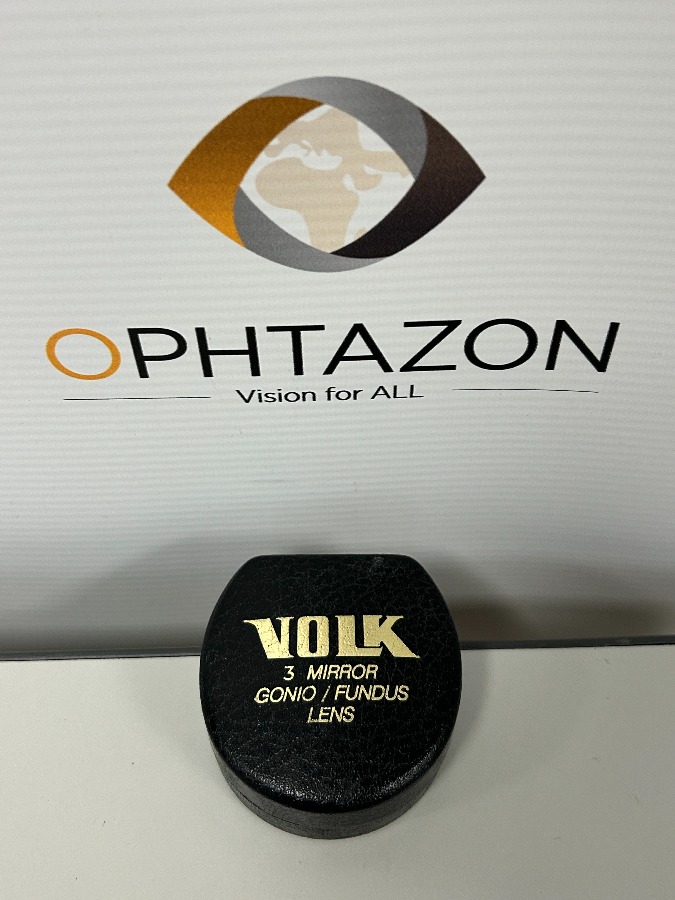 OPHTAZON
Vision for ALL
VOLK
3 MIRROR
GONIO / FUNDUS
LENS